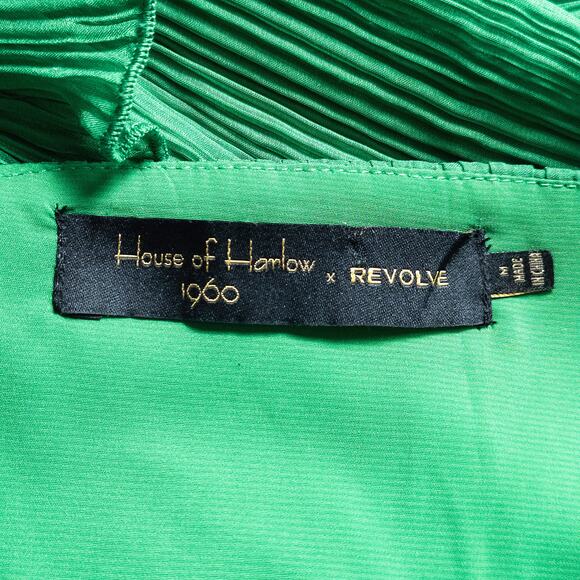 House of Harlow
1960
x REVOLVE
M
MADE
IN CHINA